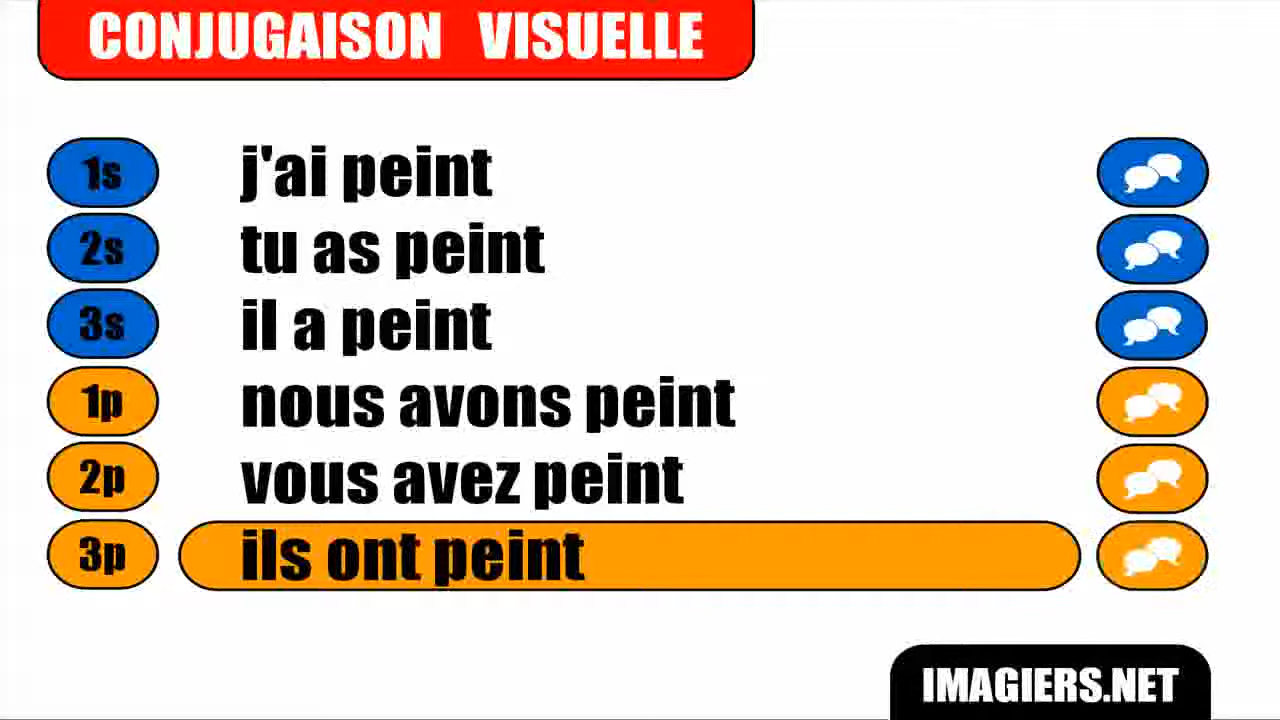 CONJUGAISON VISUELLE
1s j'ai peint
2s tu as peint
3s il a peint
1p nous avons peint
2p vous avez peint
3p ils ont peint
IMAGIERS.NET